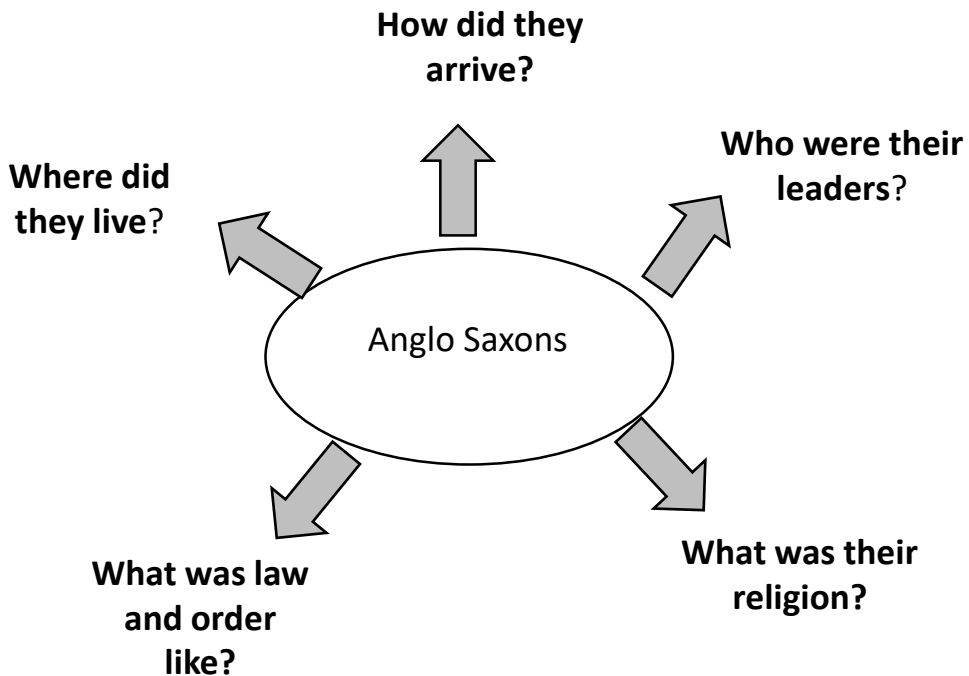 How did they
arrive?
Who were their
leaders?
Where did
they live?
Anglo Saxons
What was their
religion?
What was law
and order
like?